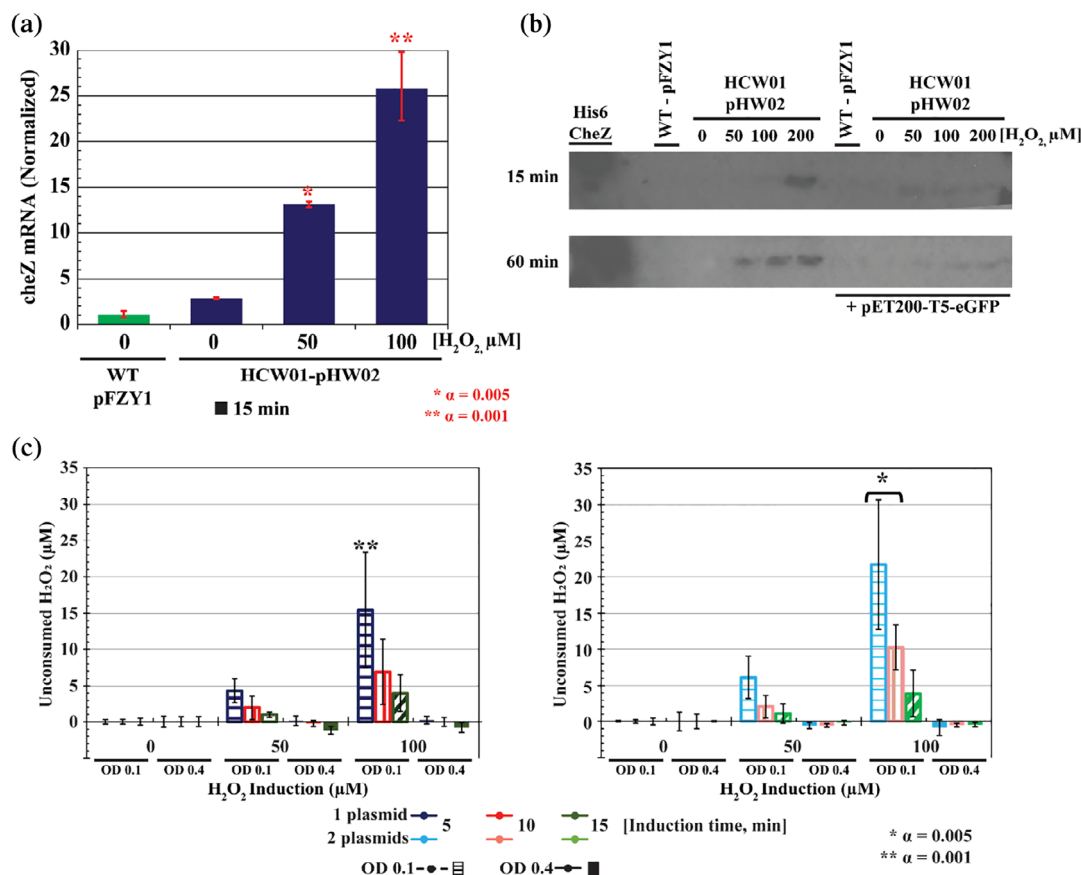 (a)
**
30
25
20
15
10
5
0
cheZ mRNA (Normalized)
*
0 0 50 100 [H₂O₂, µM]
WT HCW01-pHW02
pFZY1
■ 15 min
* α = 0.005
** α = 0.001
(b)
His6
CheZ
WT - pFZY1
HCW01
pHW02
0 50 100 200
WT - pFZY1
HCW01
pHW02
0 50 100 200 [H₂O₂, µM]
15 min
60 min
+ pET200-T5-eGFP
(c)
35
30
25
20
15
10
5
0
-5
Unconsumed H₂O₂ (µM)
**
0 50 100
OD 0.1 OD 0.4 OD 0.1 OD 0.4 OD 0.1 OD 0.4
H₂O₂ Induction (µM)
35
30
25
20
15
10
5
0
-5
Unconsumed H₂O₂ (µM)
*
0 50 100
OD 0.1 OD 0.4 OD 0.1 OD 0.4 OD 0.1 OD 0.4
H₂O₂ Induction (µM)
1 plasmid
2 plasmids
5 10 15 [Induction time, min]
OD 0.1 OD 0.4
* α = 0.005
** α = 0.001